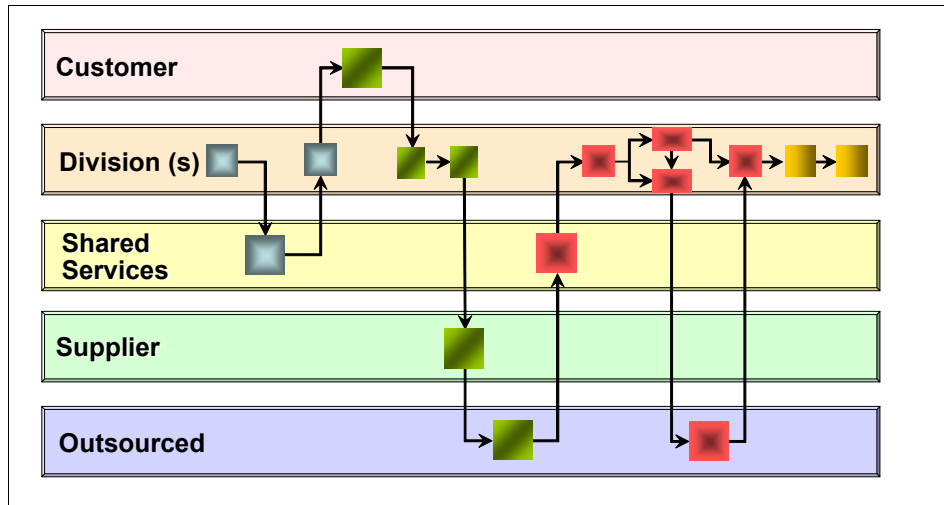 Customer
Division (s)
Shared
Services
Supplier
Outsourced